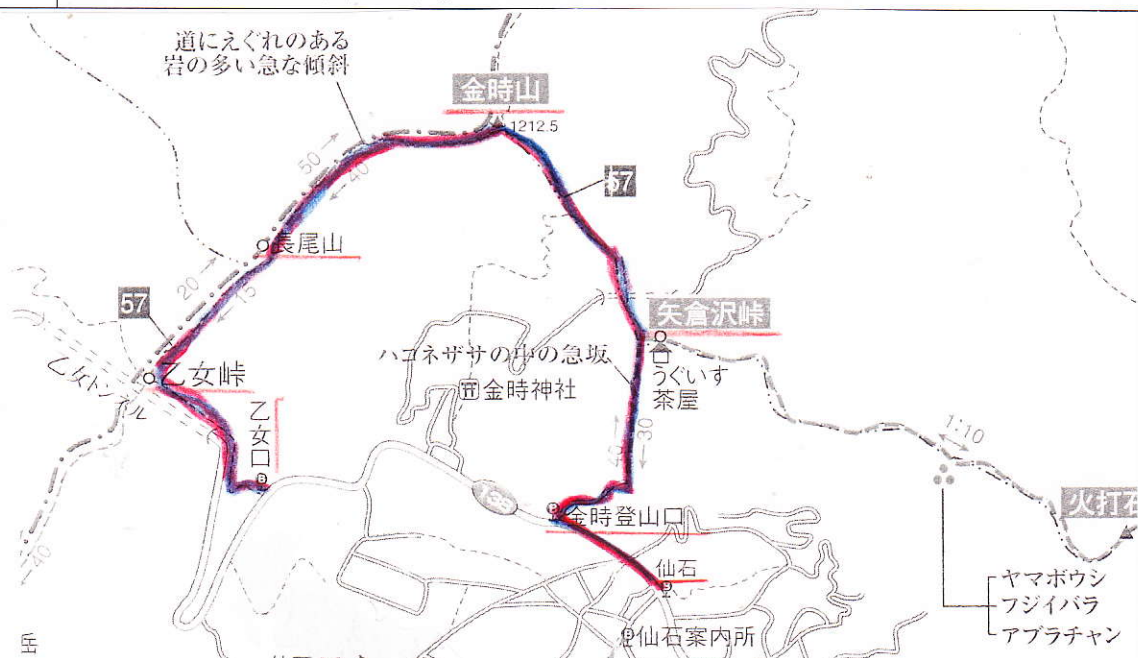 道にえぐれのある
岩の多い急な傾斜
金時山
1212.5
50
40
57
長尾山
20
15
57
矢倉沢峠
ハコネザサの中の急坂
うぐいす
茶屋
乙女峠
乙女トンネル
金時神社
乙女口
40
30
1:10
138
火打石
金時登山口
仙石
40
ヤマボウシ
フジイバラ
アブラチャン
仙石案内所
岳